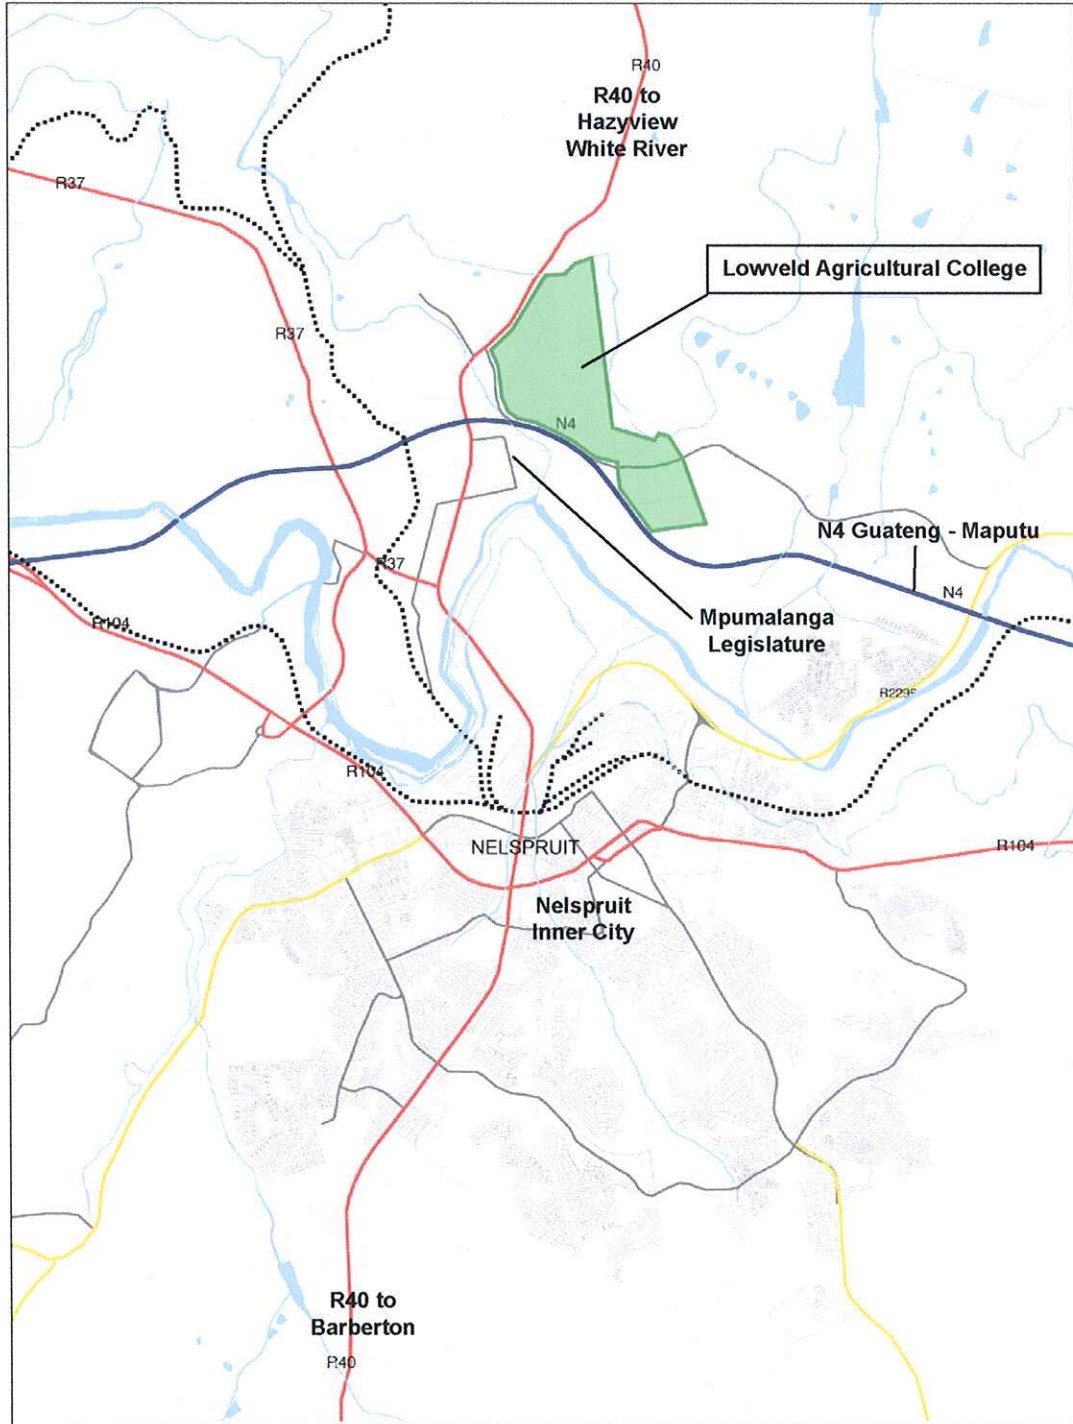 R40
R40 to
Hazyview
White River
R37
Lowveld Agricultural College
R37
N4
N4 Guateng - Maputu
R37
N4
R104
Mpumalanga
Legislature
R104
NELSPRUIT
R104
Nelspruit
Inner City
R40 to
Barberton
R40